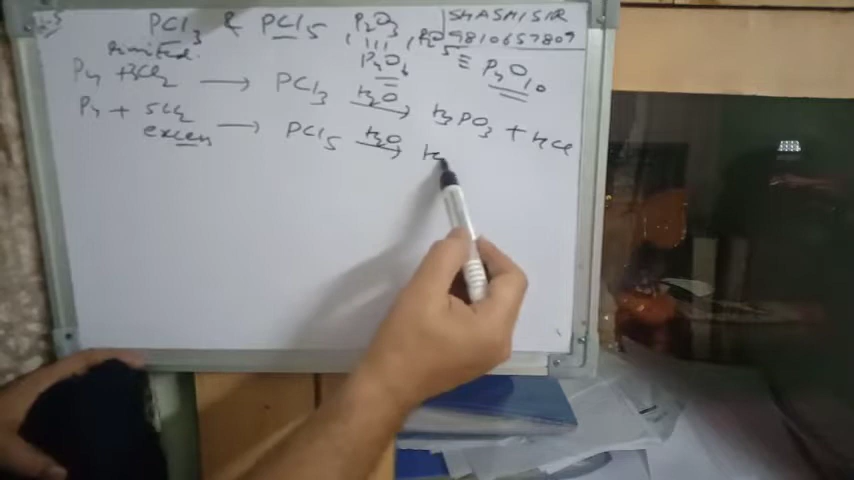 PCl3 & PCl5 P2O3, P2O5 SHASHI SIR
9810657809
P4O6 ≡ P4O10
limited.
P4 + 3Cl2 → PCl3 H2O → H3PO3 + HCl
P4 + 5Cl2 → PCl5 H2O → H3
excess